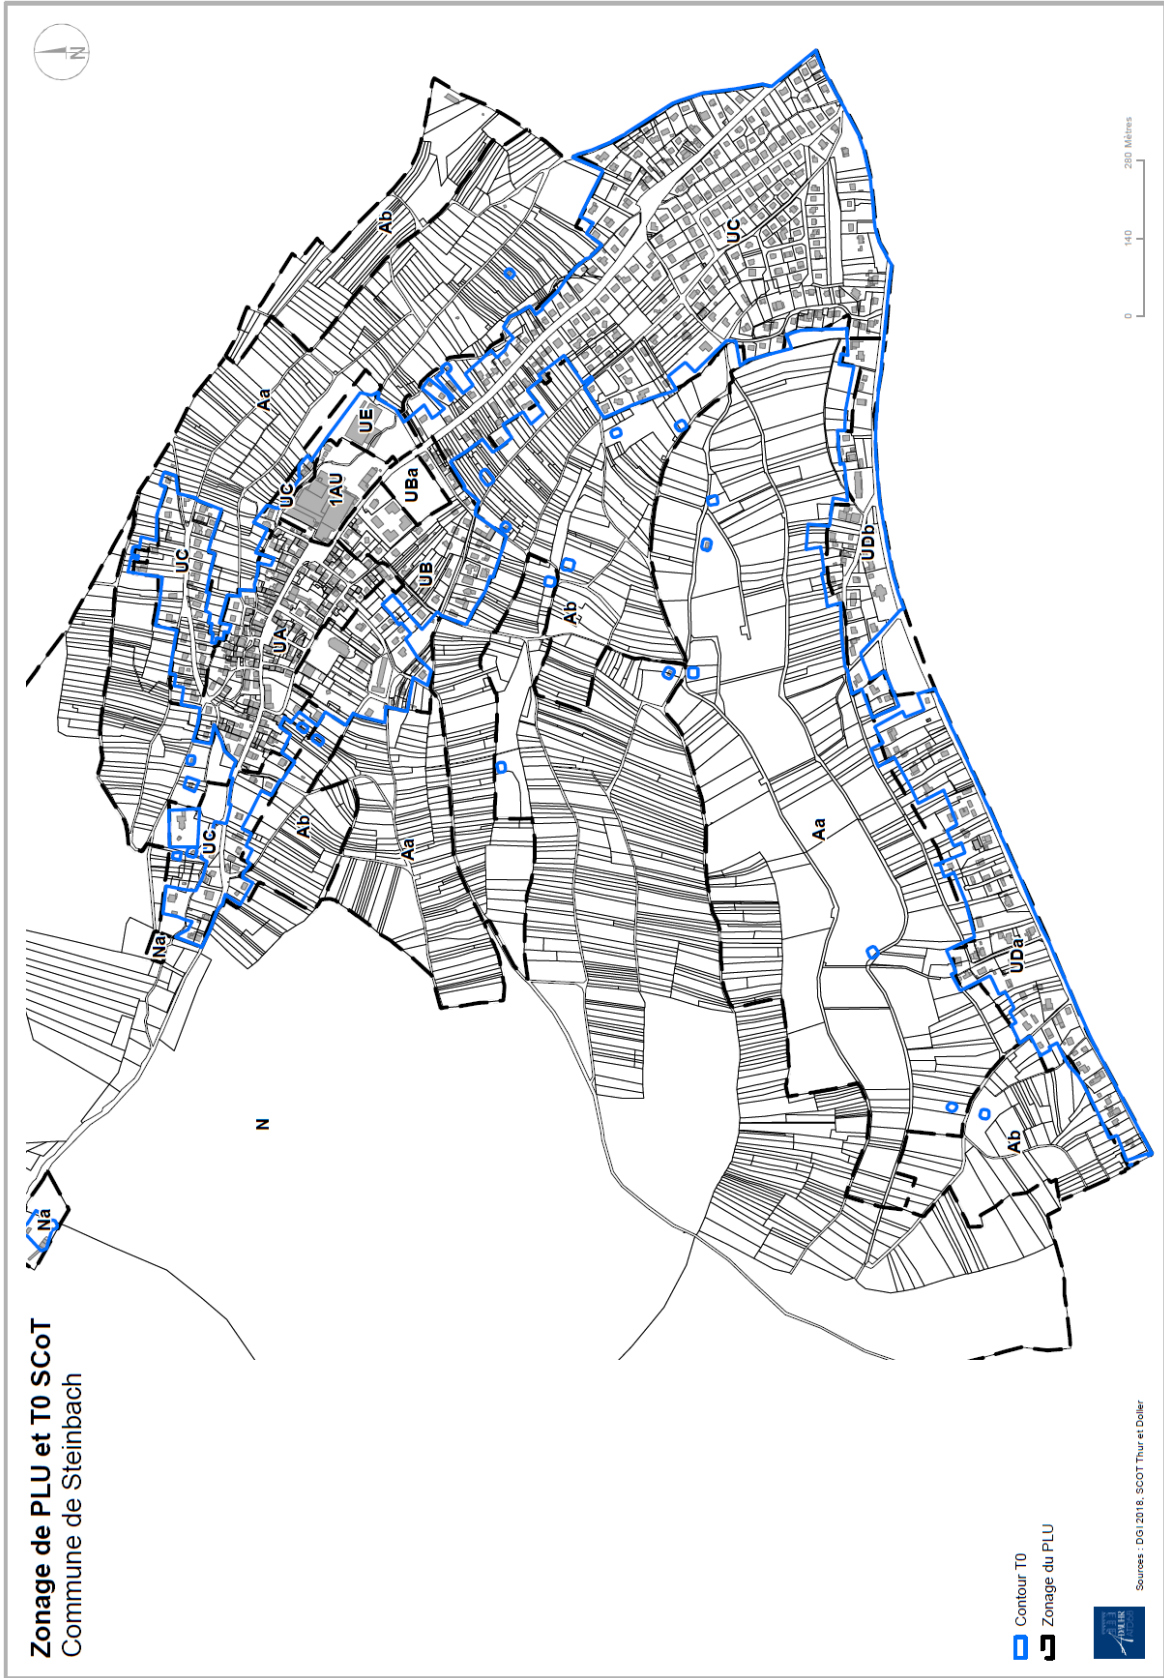 Zonage de PLU et T0 SCoT
Commune de Steinbach
N
Na
Na
UC
UC
UC
Aa
Ab
UE
1AU
UBa
UB
UA
Ab
Aa
Ab
UC
Aa
UDb
UDa
Ab
N
Contour T0
Zonage du PLU
0 140 280 Mètres
Sources : DGI 2018, SCOT Thur et Doller
ADAUHR